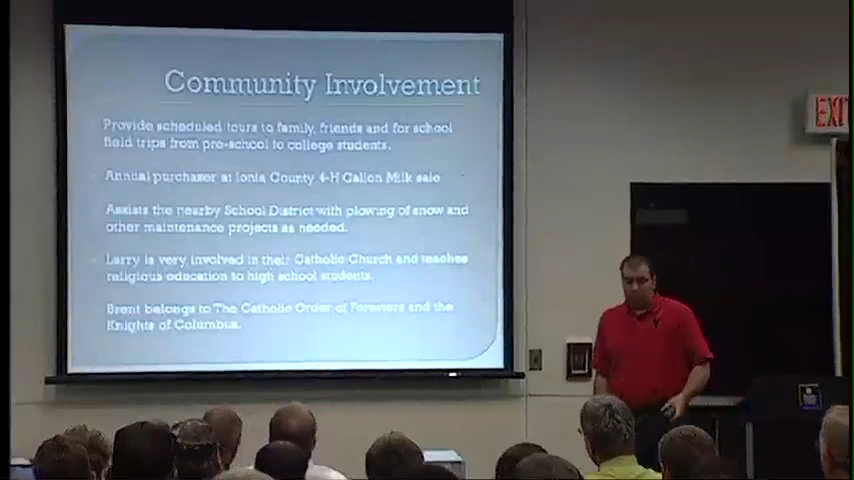 Community Involvement
Provide scheduled tours to family, friends and for school
field trips from pre-school to college students.
Annual purchaser at Ionia County 4-H Gallon Milk sale
Assists the nearby School District with plowing of snow and
other maintenance projects as needed.
Larry is very involved in their Catholic Church and teaches
religious education to high school students.
Brent belongs to The Catholic Order of Foresters and the
Knights of Columbus.
EXIT